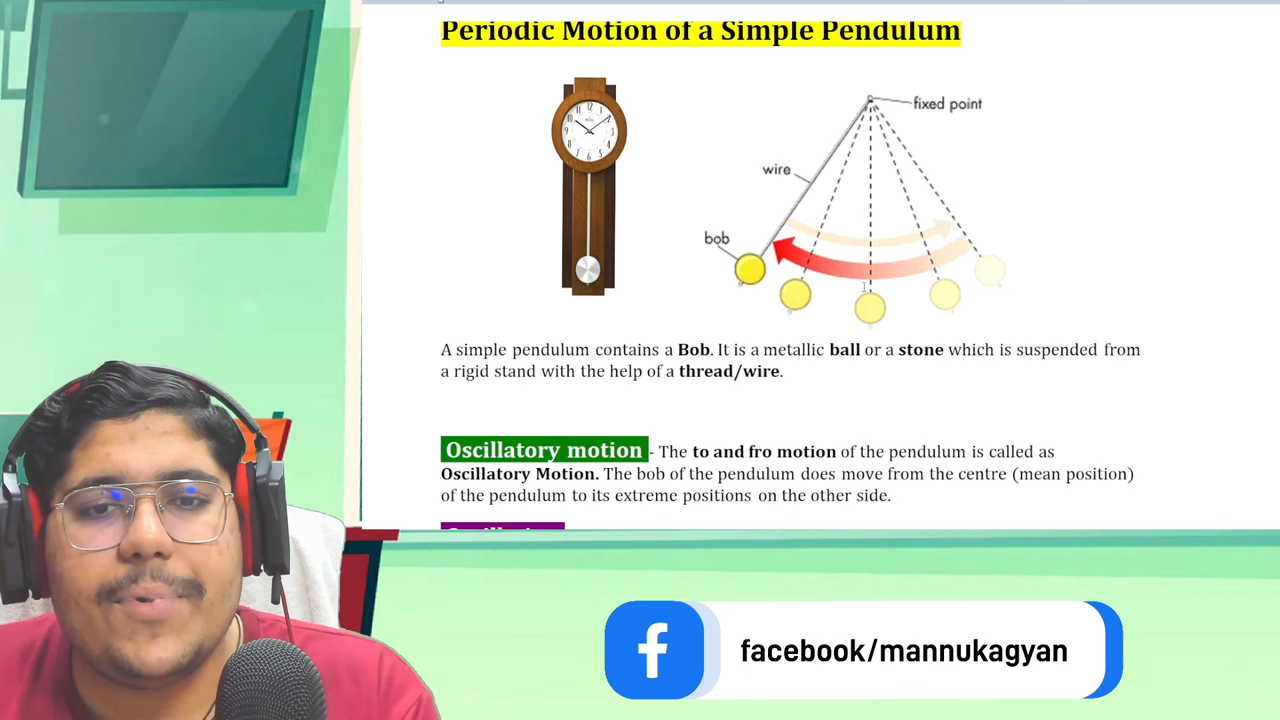 Periodic Motion of a Simple Pendulum
fixed point
wire
bob
A simple pendulum contains a Bob. It is a metallic ball or a stone which is suspended from
a rigid stand with the help of a thread/wire.
Oscillatory motion - The to and fro motion of the pendulum is called as
Oscillatory Motion. The bob of the pendulum does move from the centre (mean position)
of the pendulum to its extreme positions on the other side.
facebook/mannukagyan